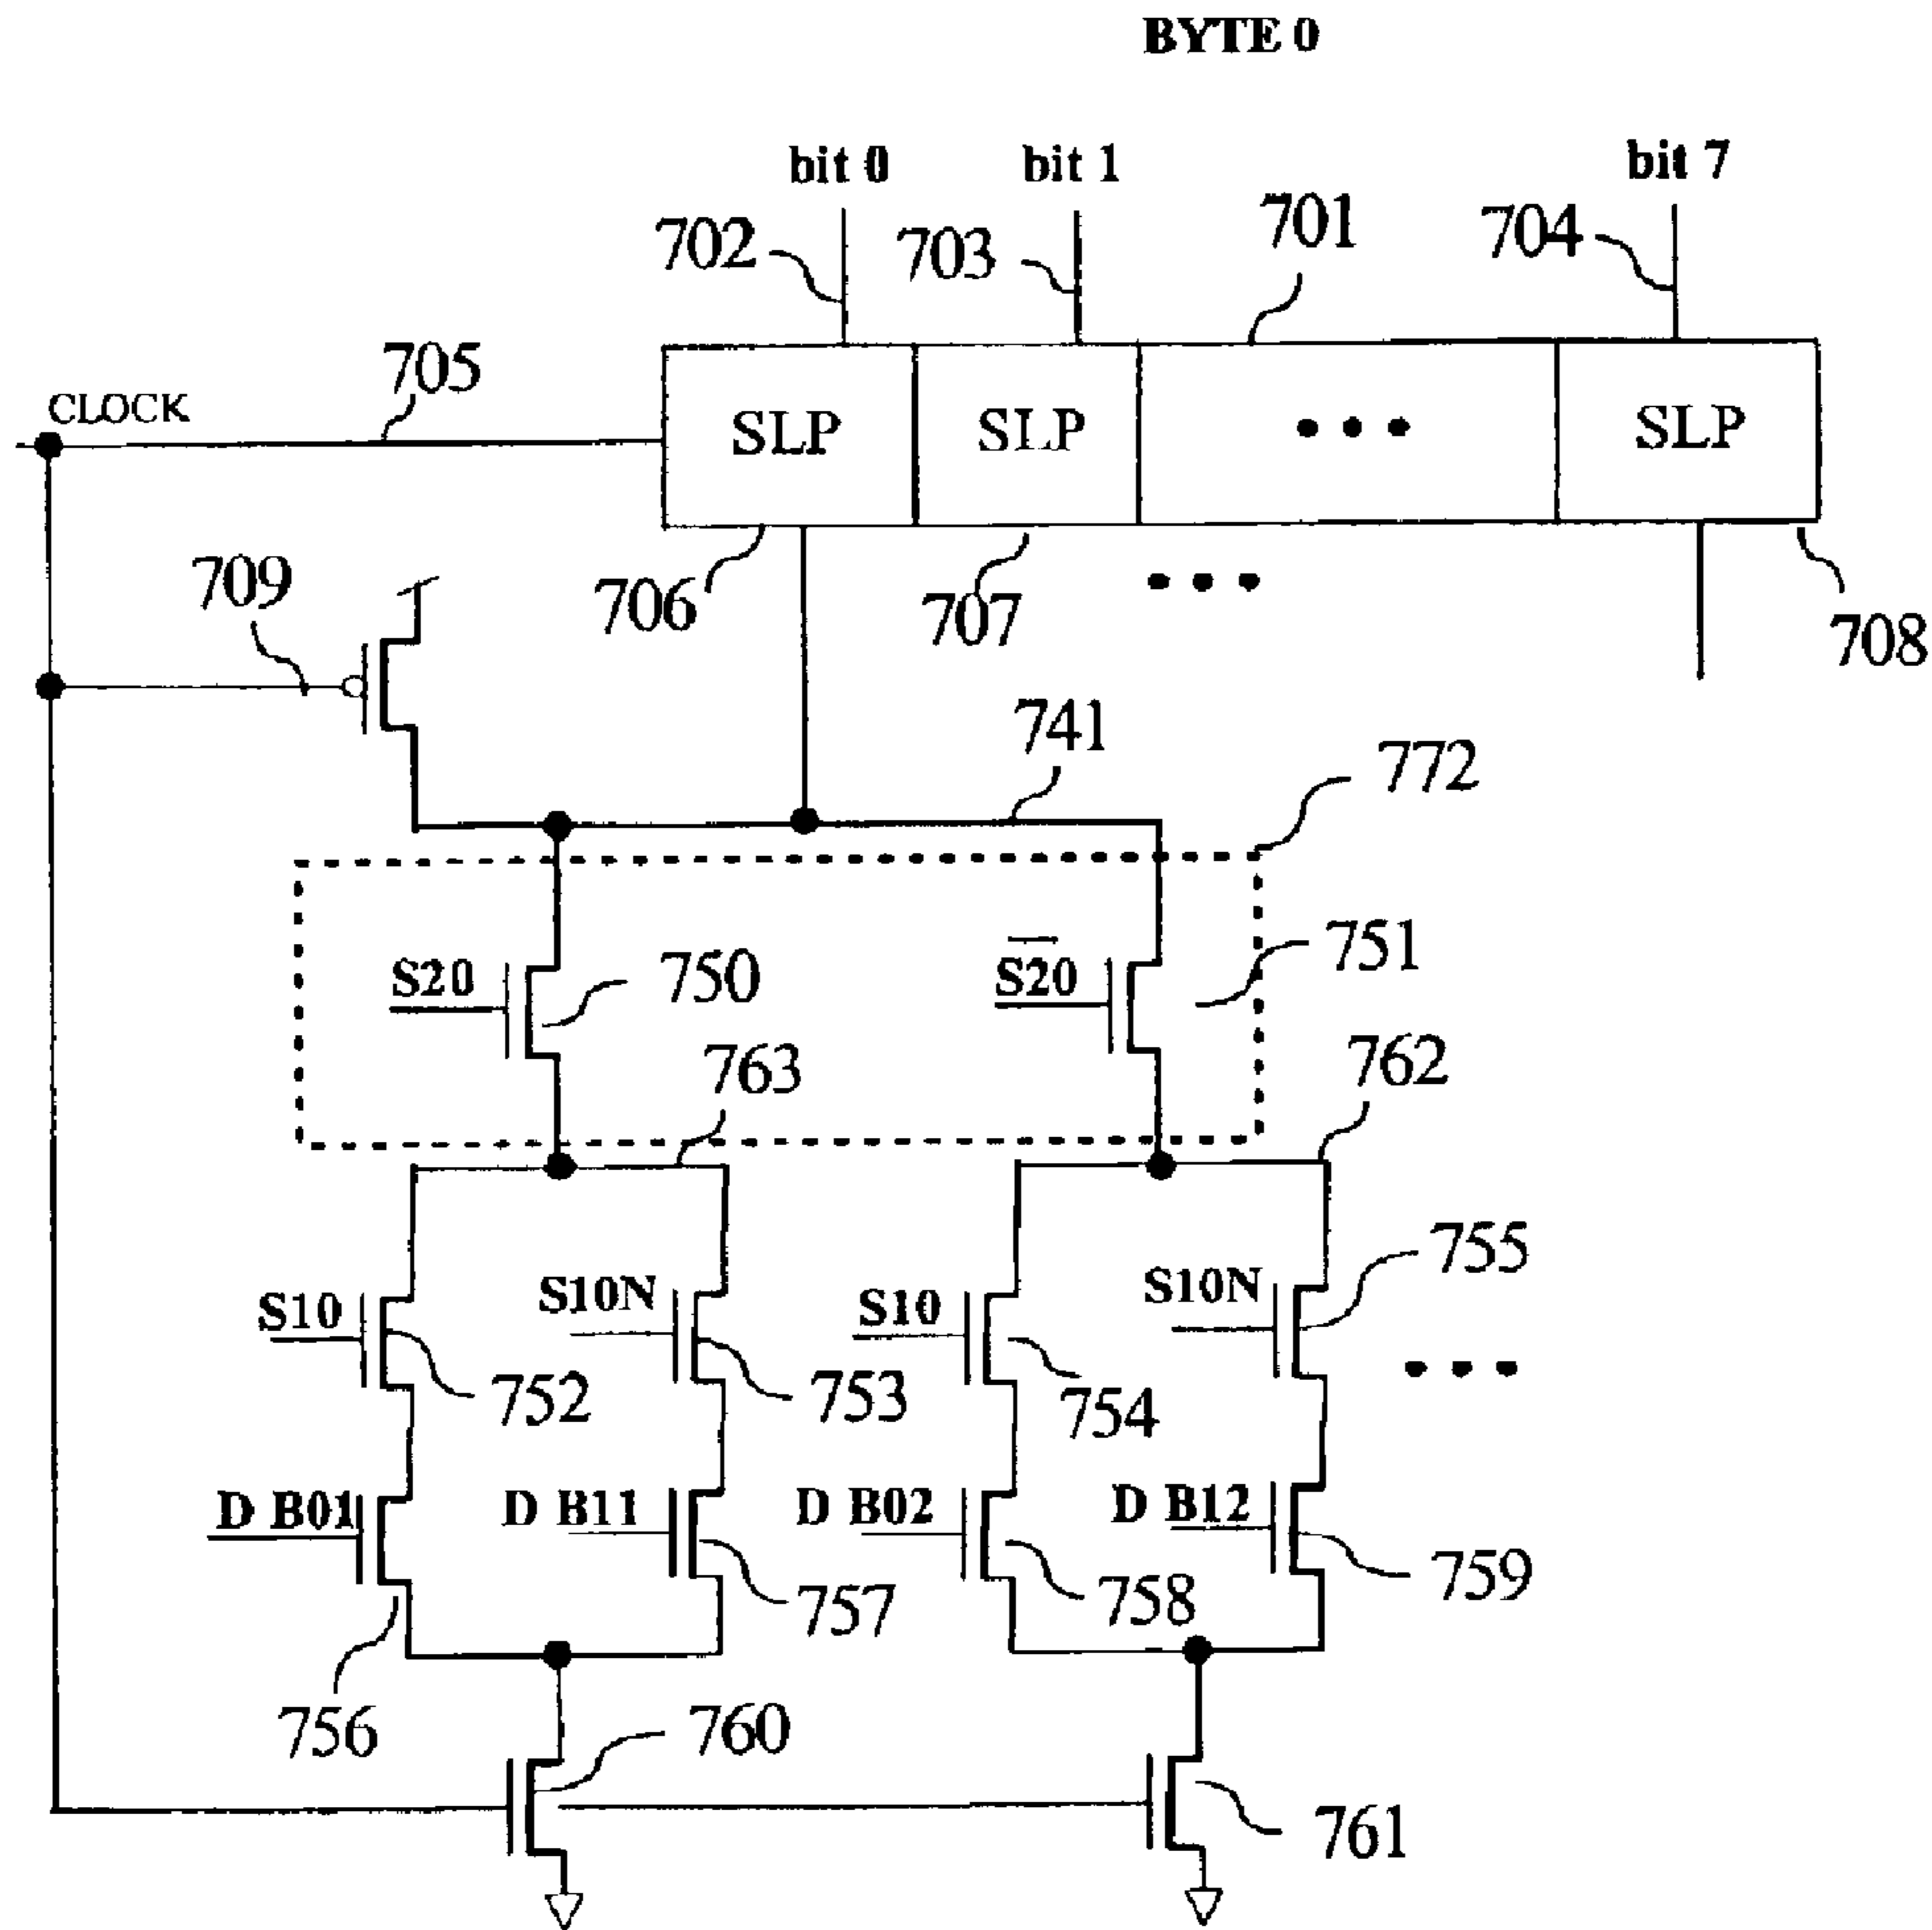 BYTE 0
bit 0
bit 1
bit 7
701
702
703
704
705
CLOCK
SLP
SLP
• • •
SLP
709
706
707
• • •
708
741
772
S20
750
S20
751
763
762
S10
S10N
S10
S10N
755
752
753
754
• • •
D B01
D B11
D B02
D B12
757
758
759
756
760
761